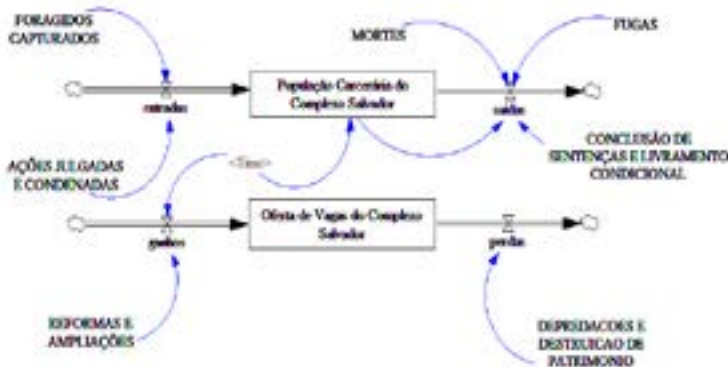 FORAGIDOS
CAPTURADOS
MORTES
FUGAS
População Carcerária do
Complexo Salvador
entradas
saídas
AÇÕES JULGADAS
E CONDENADAS
<Time>
CONCLUSÃO DE
SENTENÇAS E LIVRAMENTO
CONDICIONAL
Oferta de Vagas do Complexo
Salvador
ganhos
perdas
REFORMAS E
AMPLIAÇÕES
DEPREDACOES E
DESTRUICAO DE
PATRIMONIO